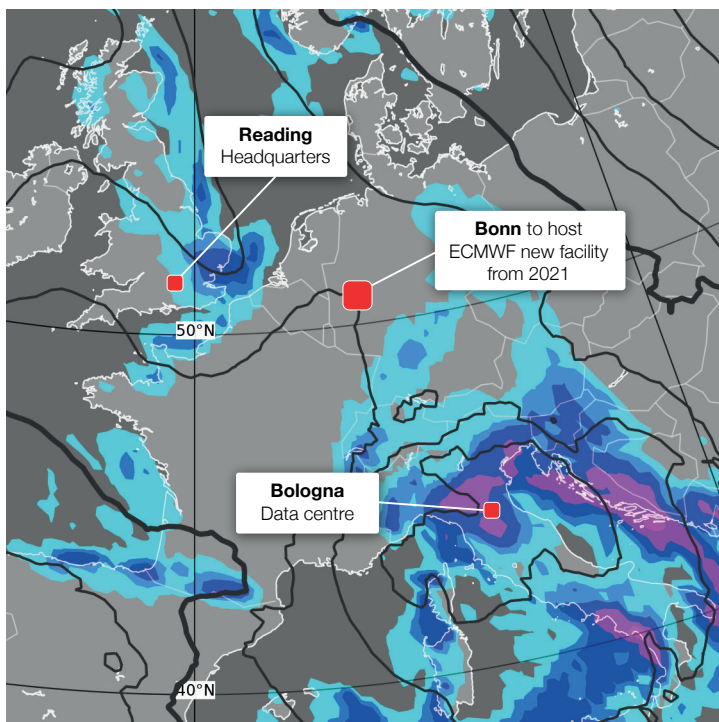 Reading
Headquarters
Bonn to host
ECMWF new facility
from 2021
50°N
Bologna
Data centre
40°N